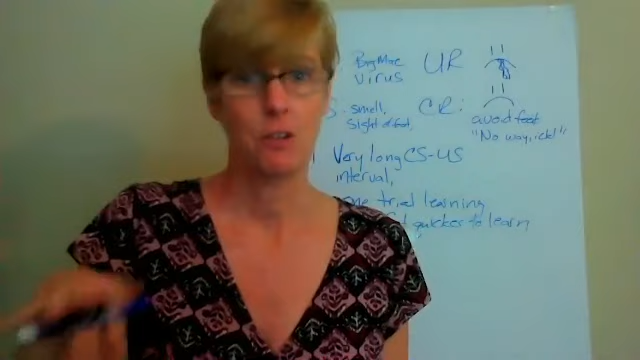 Big Mac UR
virus
S. smell, CR:
sight of food, avoid food
"No way, ick!"
Very long CS-US
interval,
one trial learning
quicker to learn